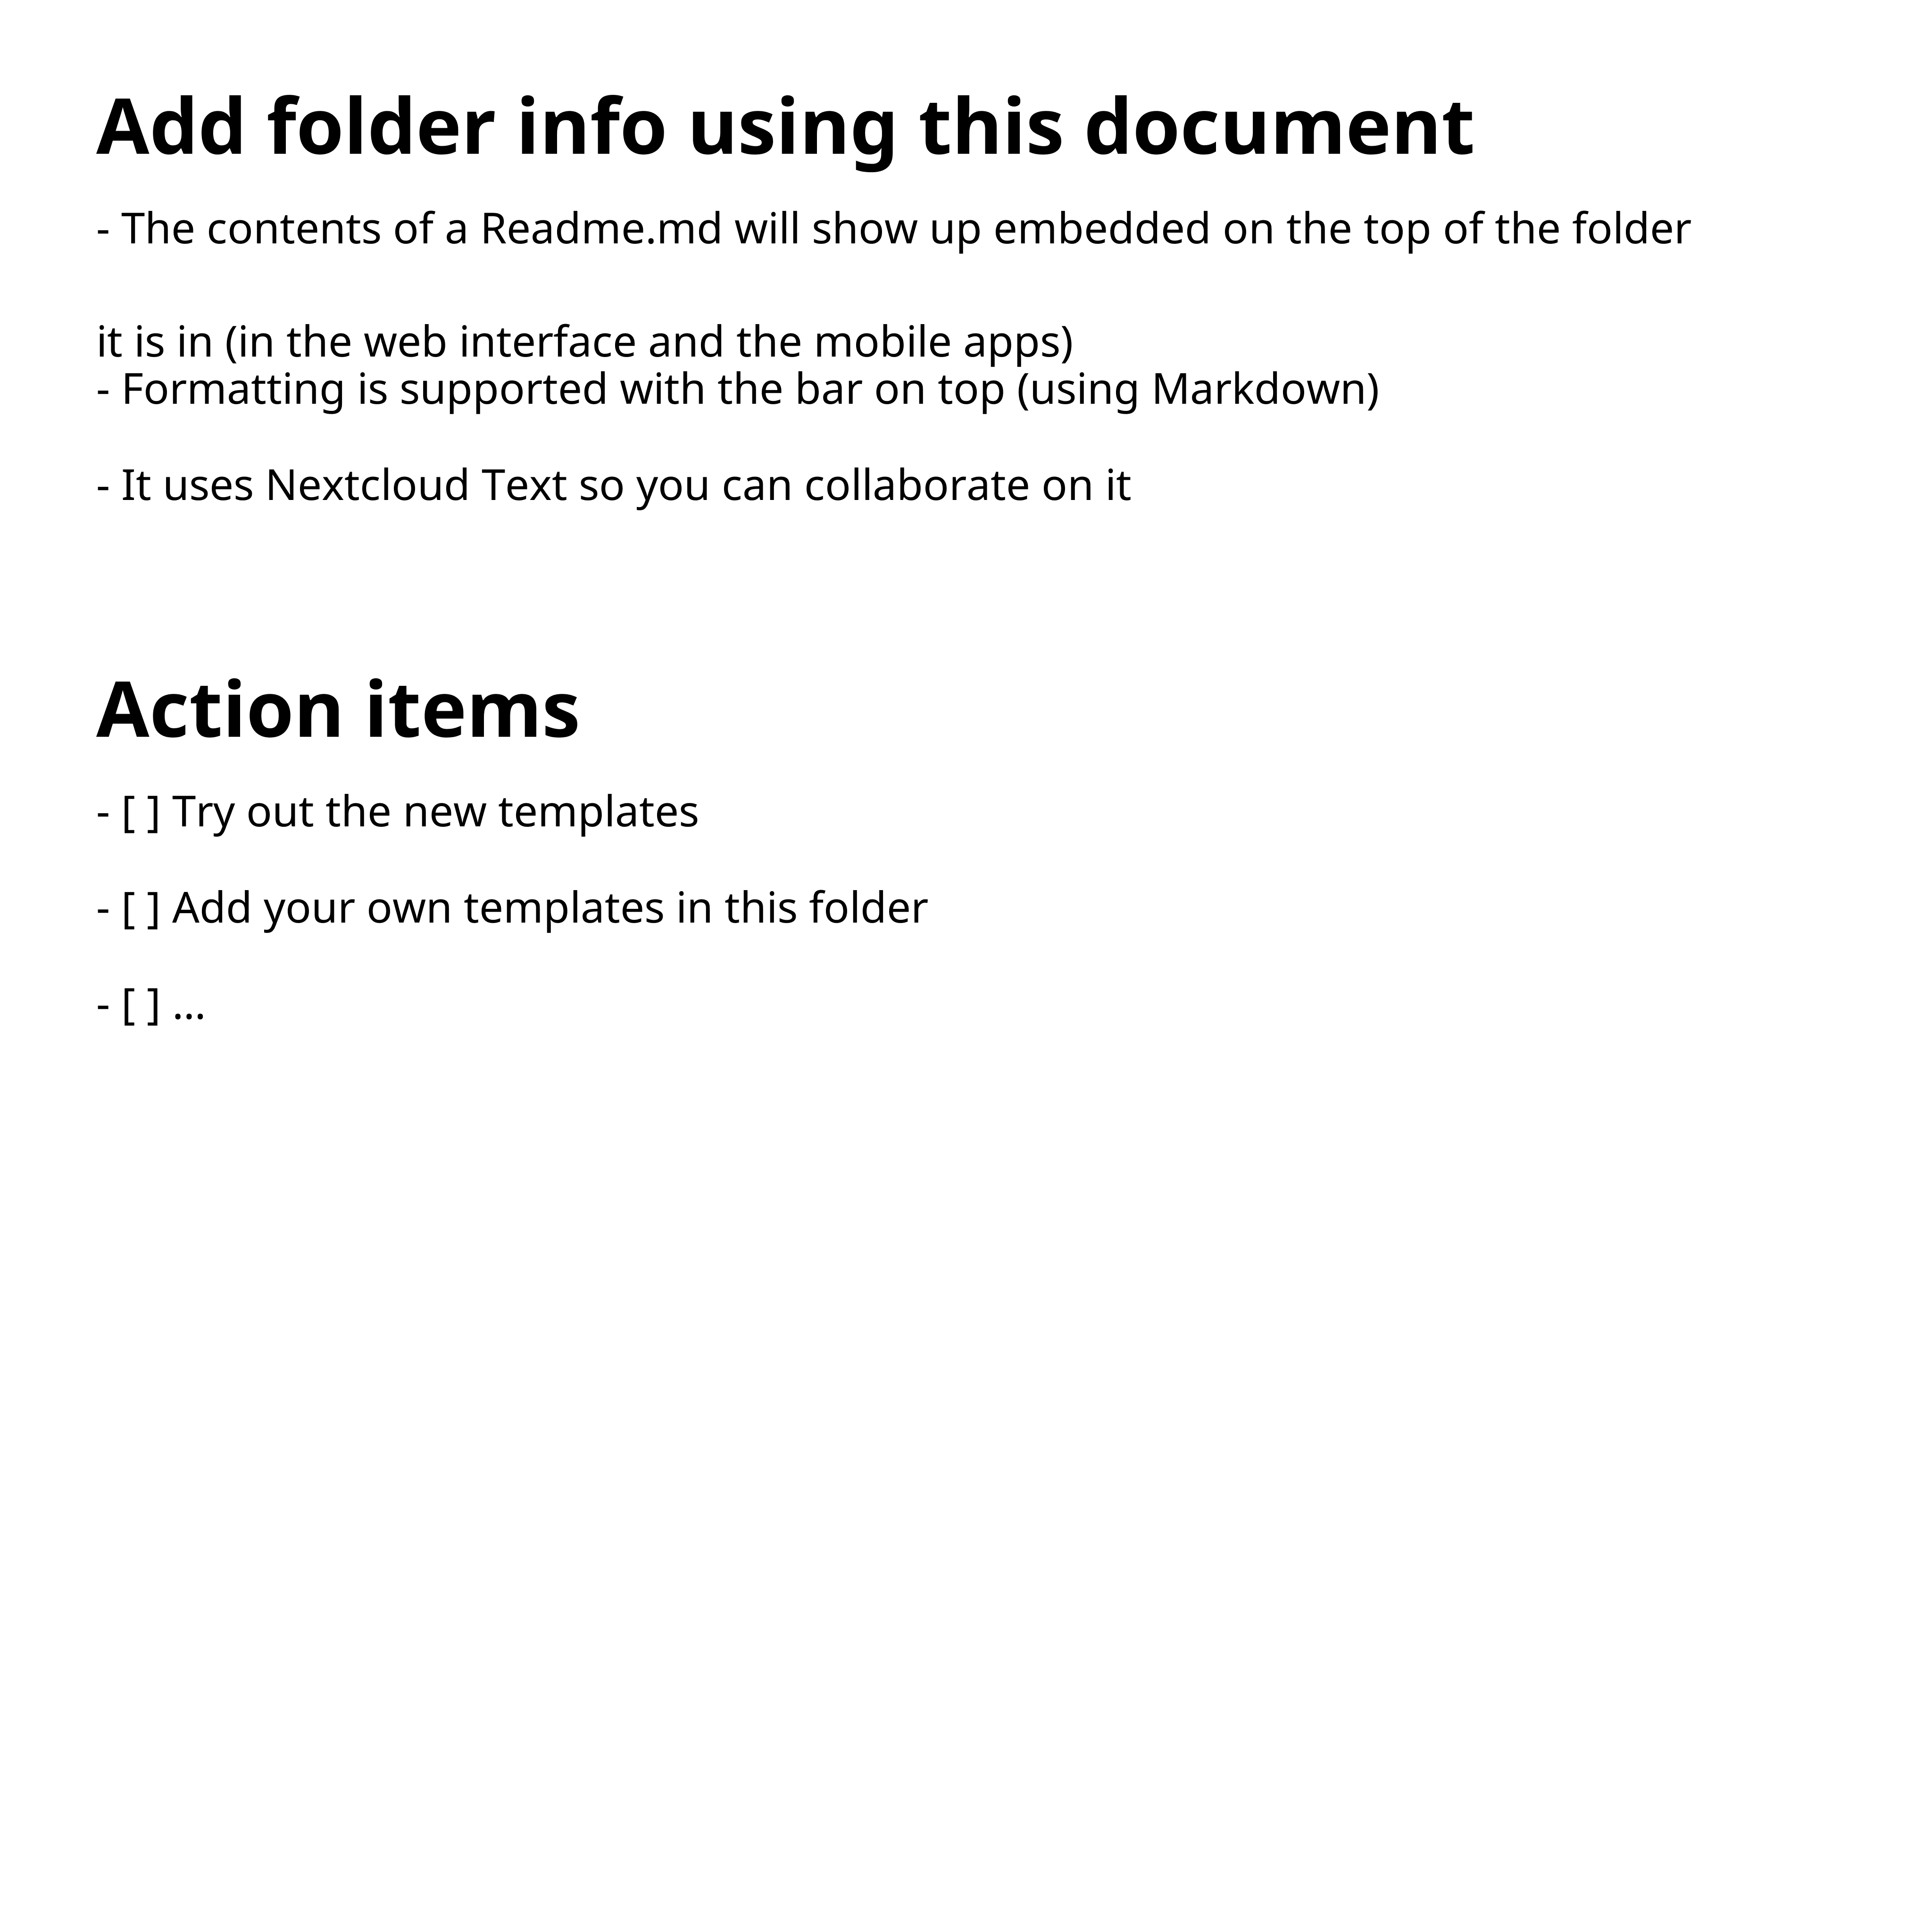 Add folder info using this document
- The contents of a Readme.md will show up embedded on the top of the folder
it is in (in the web interface and the mobile apps)
- Formatting is supported with the bar on top (using Markdown)
- It uses Nextcloud Text so you can collaborate on it
Action items
- [ ] Try out the new templates
- [ ] Add your own templates in this folder
- [ ] ...